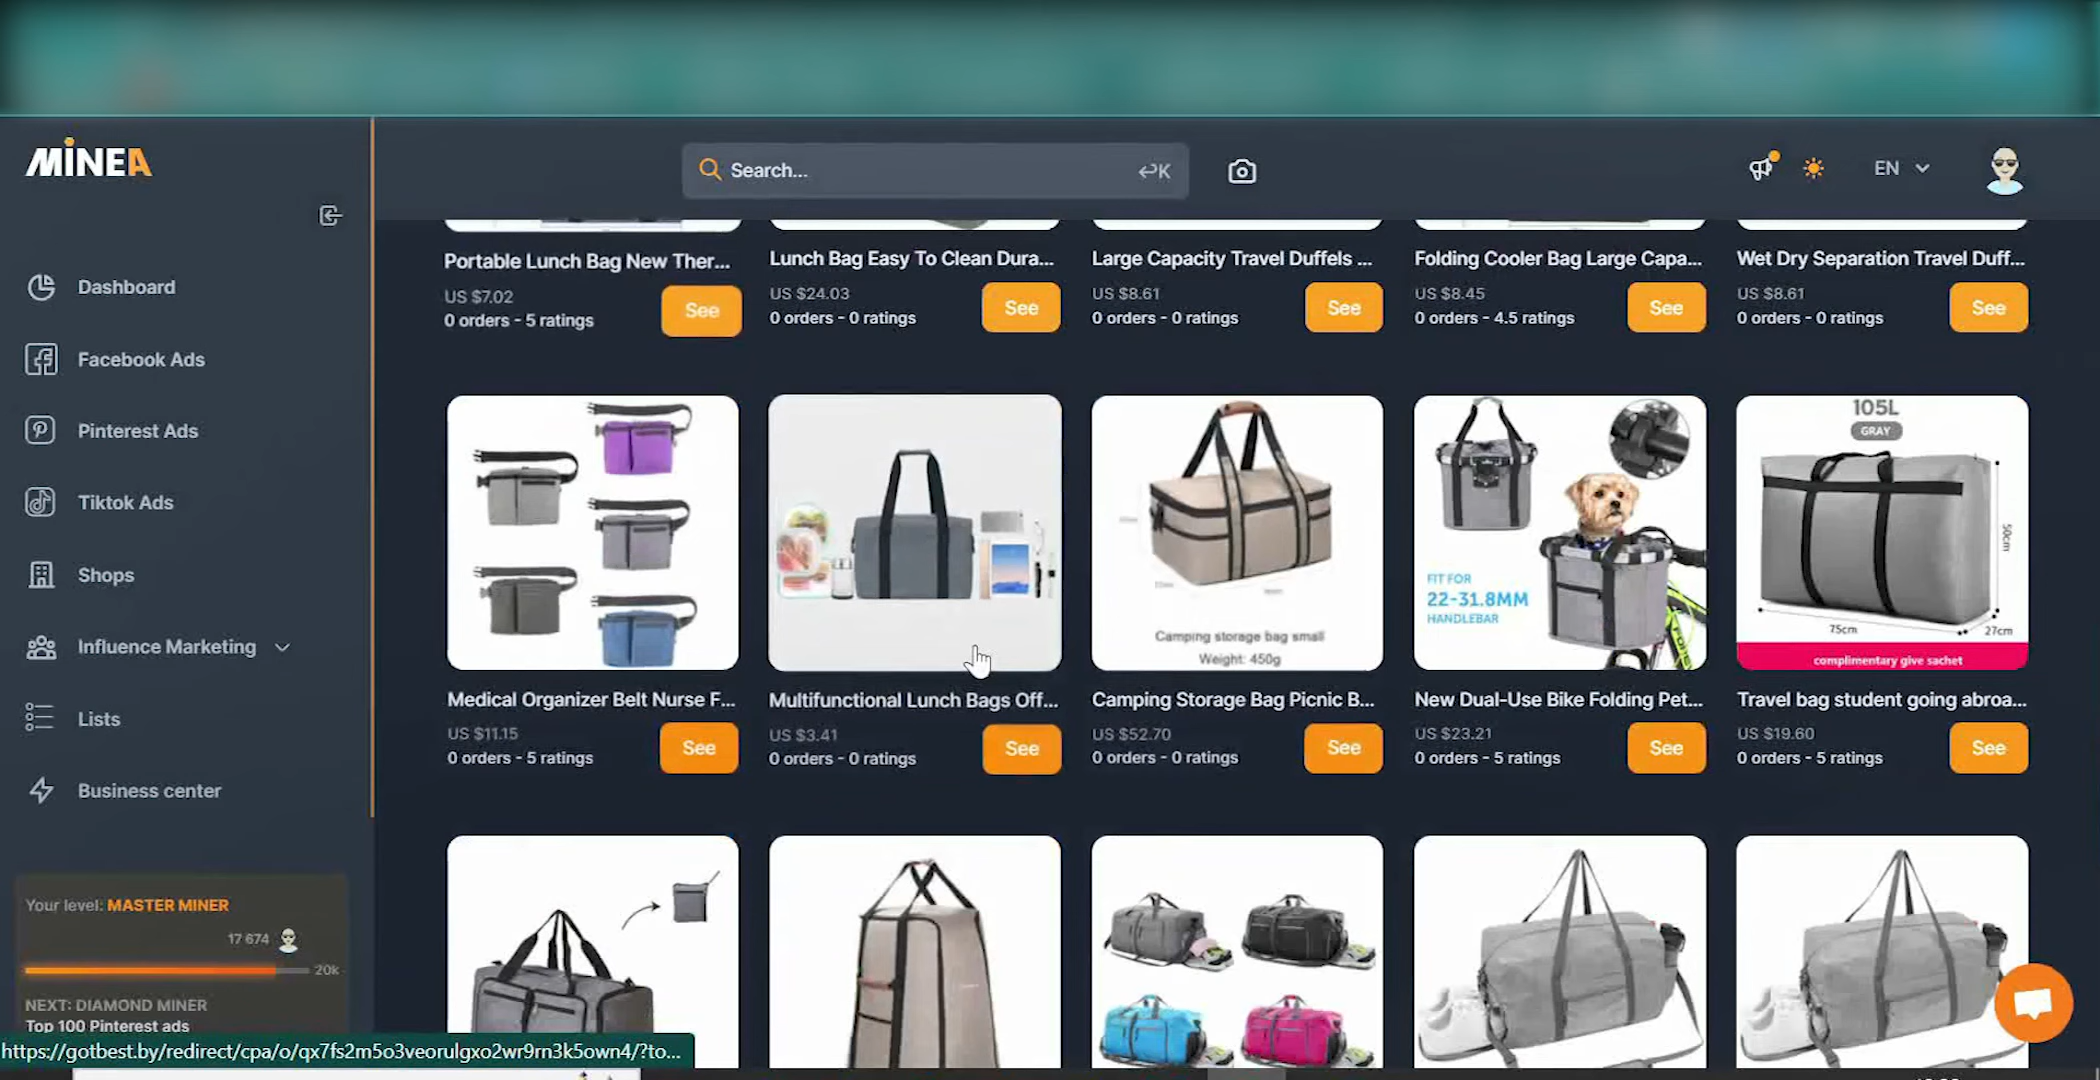 MINEA
Search...
K
EN
Dashboard
Facebook Ads
Pinterest Ads
Tiktok Ads
Shops
Influence Marketing
Lists
Business center
Your level: MASTER MINER
17 674
20k
NEXT: DIAMOND MINER
Top 100 Pinterest ads
https://gotbest.by/redirect/cpa/o/qx7fs2m5o3veorulgxo2wr9rn3k5own4/?to...
Portable Lunch Bag New Ther...
US $7.02
0 orders - 5 ratings
See
Lunch Bag Easy To Clean Dura...
US $24.03
0 orders - 0 ratings
See
Large Capacity Travel Duffels ...
US $8.61
0 orders - 0 ratings
See
Folding Cooler Bag Large Capa...
US $8.45
0 orders - 4.5 ratings
See
Wet Dry Separation Travel Duff...
US $8.61
0 orders - 0 ratings
See
Medical Organizer Belt Nurse F...
US $11.15
0 orders - 5 ratings
See
Multifunctional Lunch Bags Off...
US $3.41
0 orders - 0 ratings
See
Camping storage bag small
Weight: 450g
Camping Storage Bag Picnic B...
US $52.70
0 orders - 0 ratings
See
FIT FOR
22-31.8MM
HANDLEBAR
New Dual-Use Bike Folding Pet...
US $23.21
0 orders - 5 ratings
See
105L
GRAY
50cm
75cm
27cm
complimentary give sachet
Travel bag student going abroa...
US $19.60
0 orders - 5 ratings
See